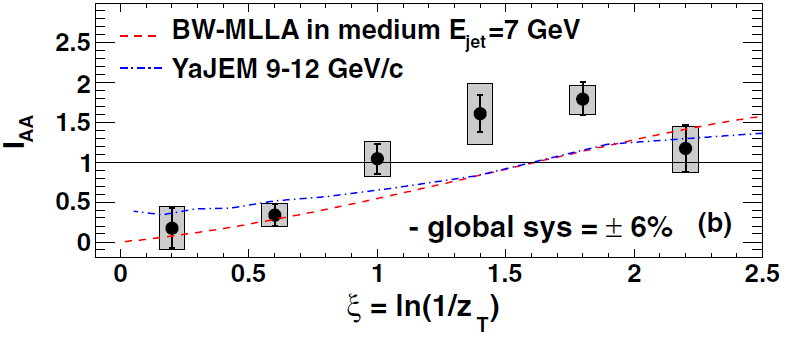 BW-MLLA in medium E_jet=7 GeV
YaJEM 9-12 GeV/c
2.5
2
1.5
1
0.5
0
I_AA
- global sys = ± 6% (b)
0 0.5 1 1.5 2 2.5
ξ = ln(1/z_T)